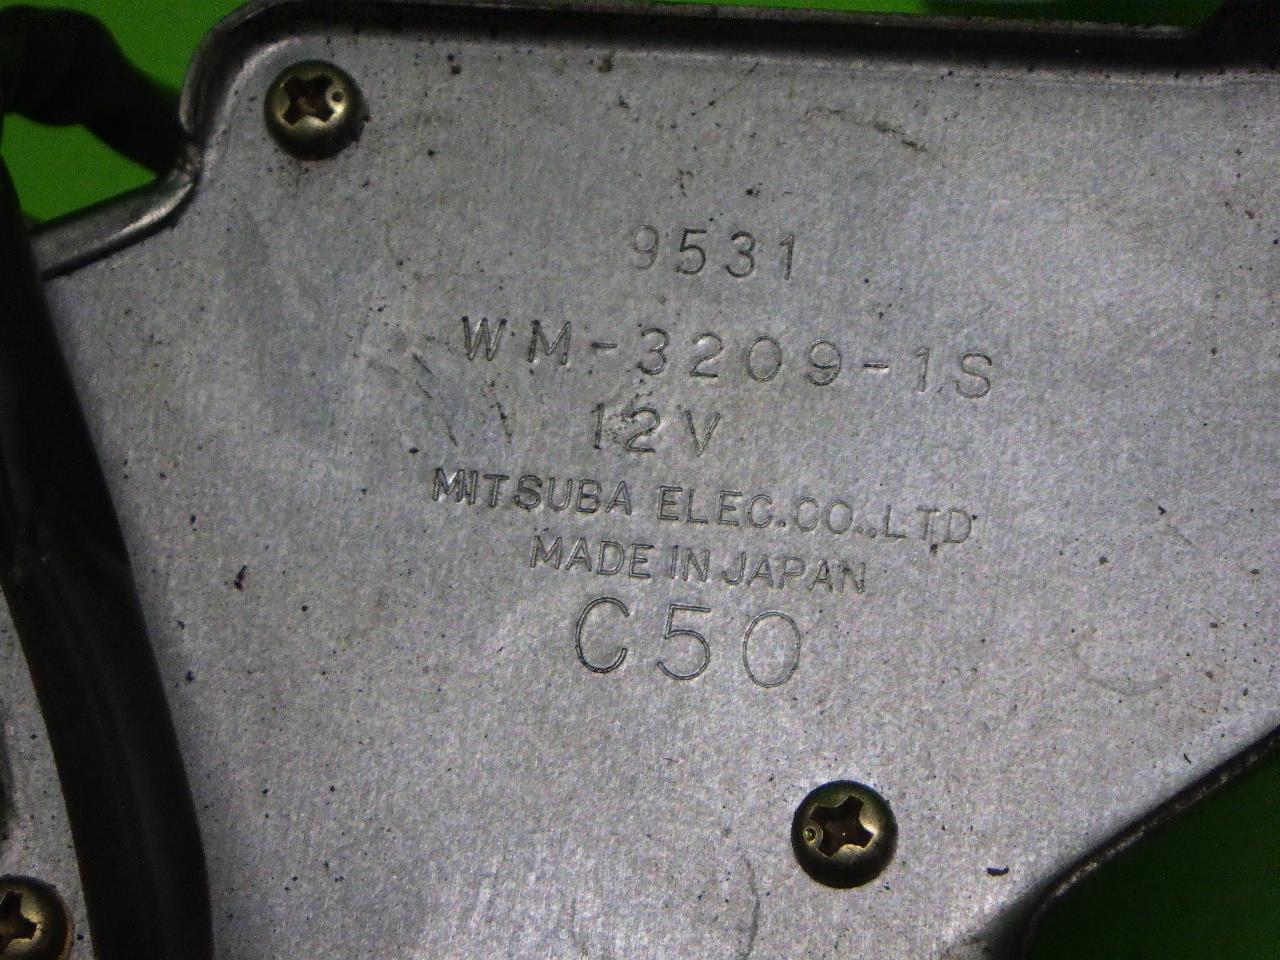 9531
WM-3209-1S
12V
MITSUBA ELEC.CO.,LTD
MADE IN JAPAN
C50